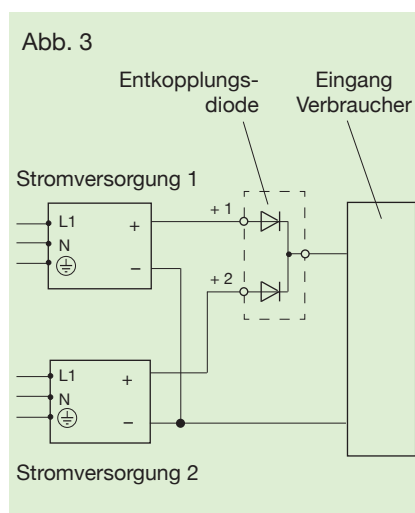 Abb. 3
Entkopplungs-
diode
Eingang
Verbraucher
Stromversorgung 1
L1
N
+
–
+ 1
+ 2
L1
N
+
–
Stromversorgung 2